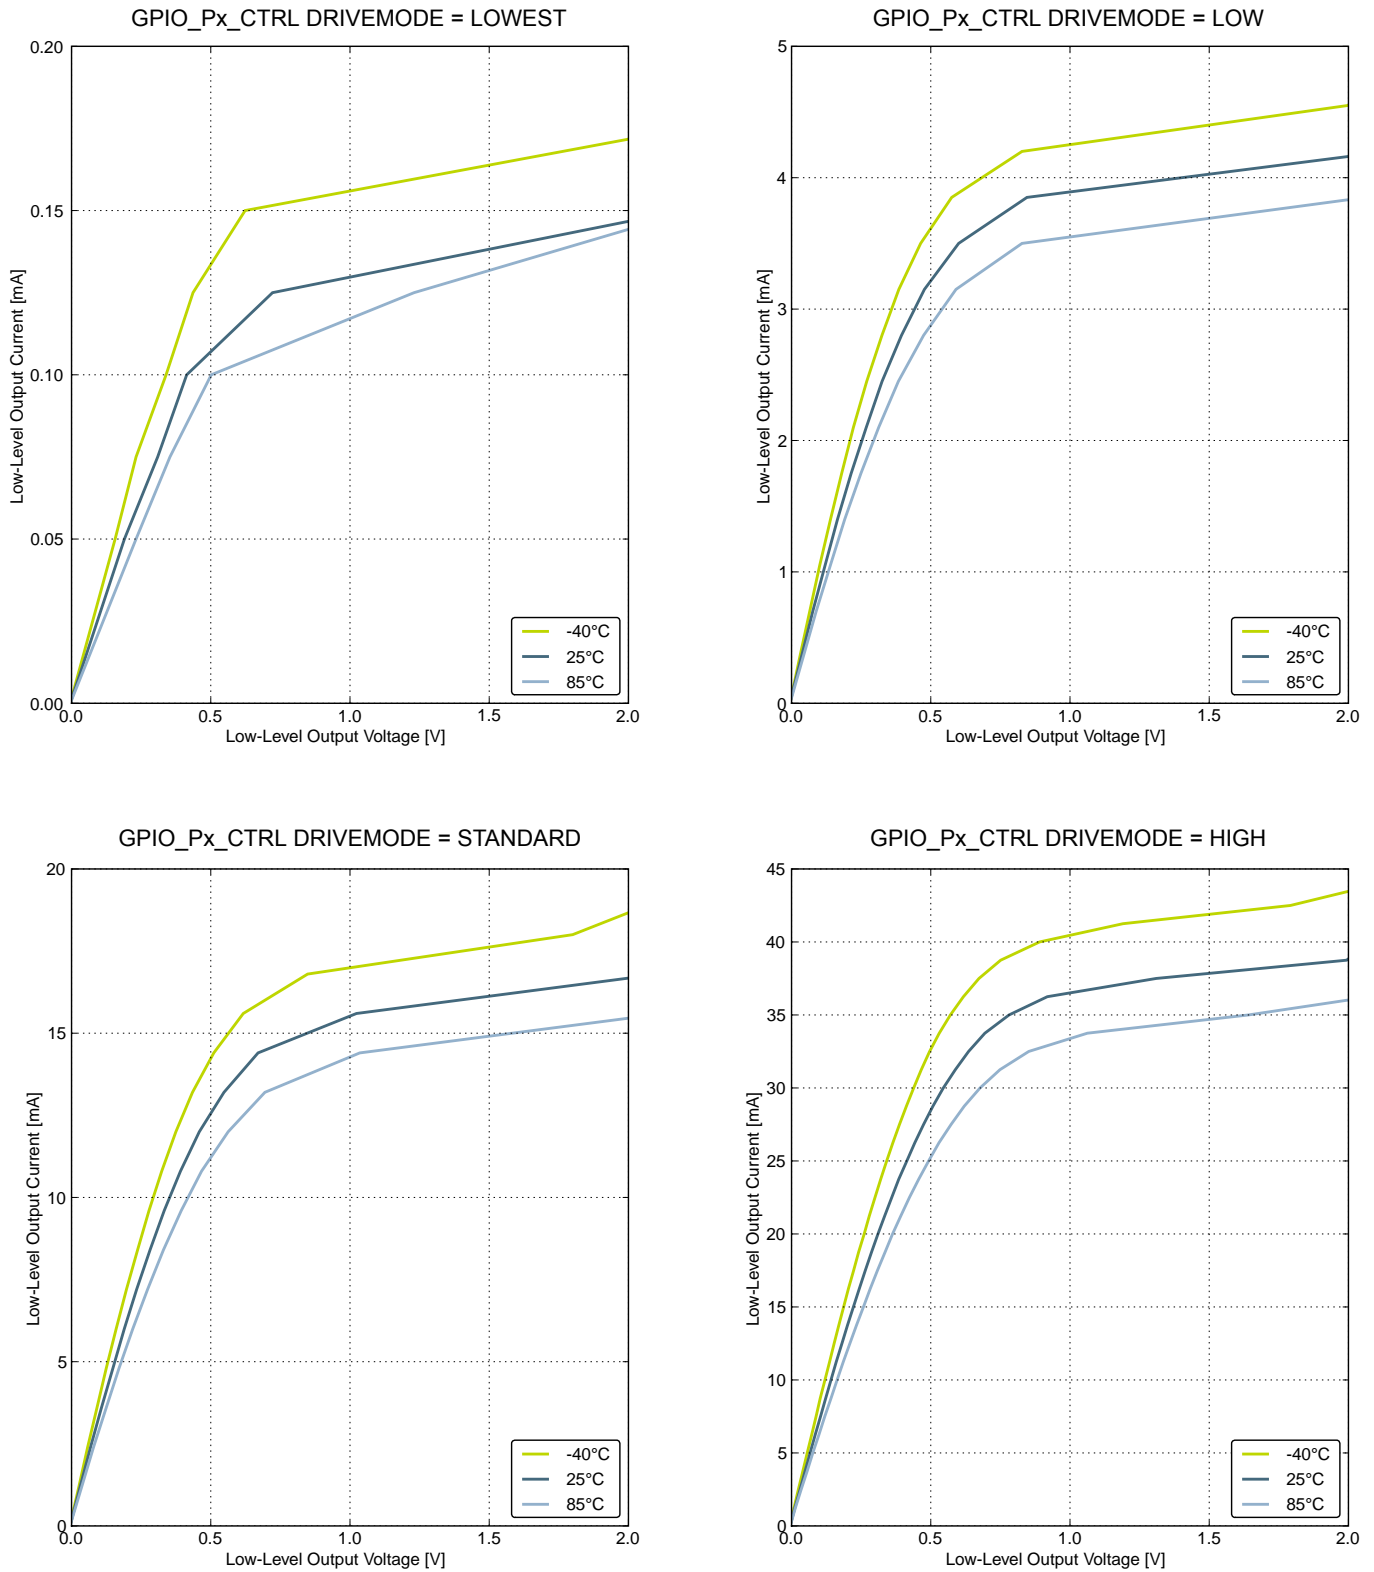 GPIO_Px_CTRL DRIVEMODE = LOWEST
0.20
0.15
0.10
0.05
0.00
Low-Level Output Current [mA]
-40°C
25°C
85°C
0.0 0.5 1.0 1.5 2.0
Low-Level Output Voltage [V]
GPIO_Px_CTRL DRIVEMODE = LOW
5
4
3
2
1
0
Low-Level Output Current [mA]
-40°C
25°C
85°C
0.0 0.5 1.0 1.5 2.0
Low-Level Output Voltage [V]
GPIO_Px_CTRL DRIVEMODE = STANDARD
20
15
10
5
0
Low-Level Output Current [mA]
-40°C
25°C
85°C
0.0 0.5 1.0 1.5 2.0
Low-Level Output Voltage [V]
GPIO_Px_CTRL DRIVEMODE = HIGH
45
40
35
30
25
20
15
10
5
0
Low-Level Output Current [mA]
-40°C
25°C
85°C
0.0 0.5 1.0 1.5 2.0
Low-Level Output Voltage [V]